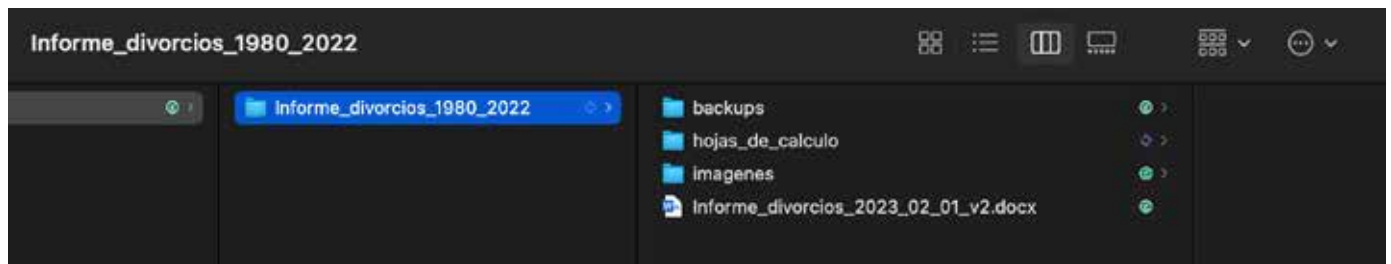 Informe_divorcios_1980_2022
Informe_divorcios_1980_2022
backups
hojas_de_calculo
imagenes
Informe_divorcios_2023_02_01_v2.docx